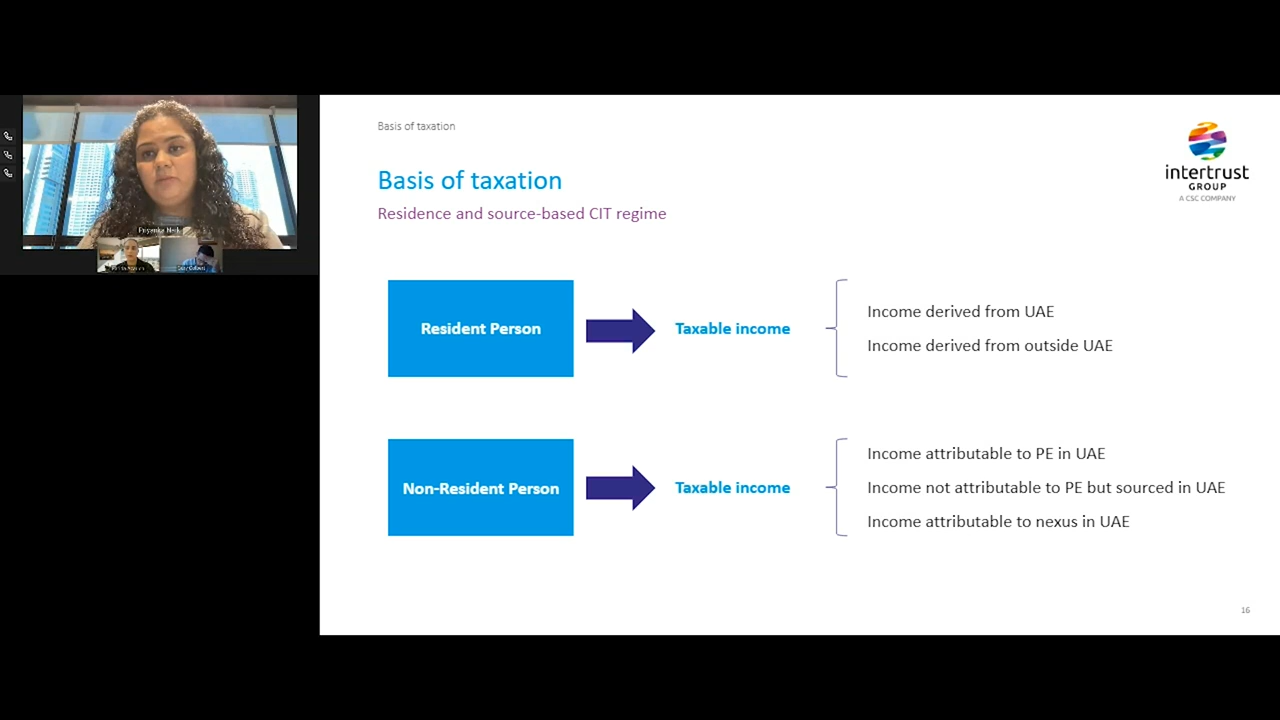 Basis of taxation
intertrust
GROUP
A CSC COMPANY
Basis of taxation
Residence and source-based CIT regime
Priyanka Naik
Resident Person
Taxable income
Income derived from UAE
Income derived from outside UAE
Non-Resident Person
Taxable income
Income attributable to PE in UAE
Income not attributable to PE but sourced in UAE
Income attributable to nexus in UAE
16